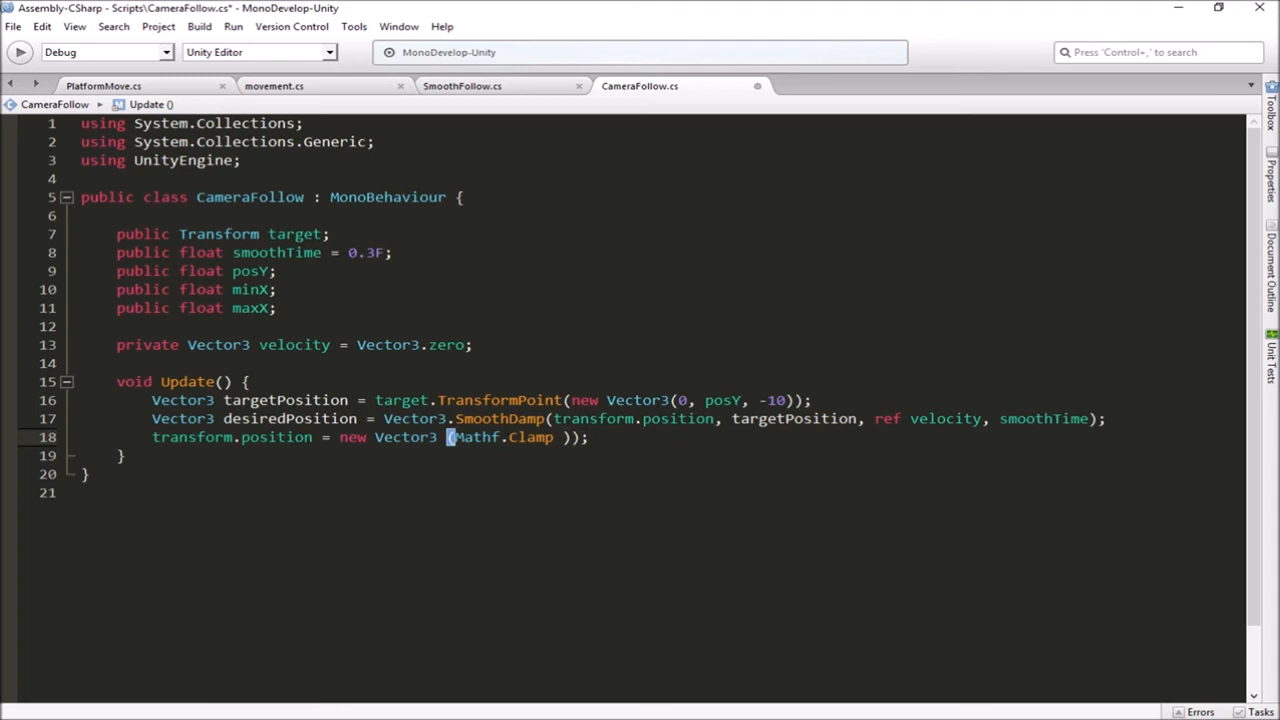 Assembly-CSharp - Scripts\CameraFollow.cs* - MonoDevelop-Unity
File Edit View Search Project Build Run Version Control Tools Window Help
Debug Unity Editor MonoDevelop-Unity Press 'Control+,' to search
PlatformMove.cs movement.cs SmoothFollow.cs CameraFollow.cs
CameraFollow Update ()
1 using System.Collections;
2 using System.Collections.Generic;
3 using UnityEngine;
4
5 public class CameraFollow : MonoBehaviour {
6
7 public Transform target;
8 public float smoothTime = 0.3F;
9 public float posY;
10 public float minX;
11 public float maxX;
12
13 private Vector3 velocity = Vector3.zero;
14
15 void Update() {
16 Vector3 targetPosition = target.TransformPoint(new Vector3(0, posY, -10));
17 Vector3 desiredPosition = Vector3.SmoothDamp(transform.position, targetPosition, ref velocity, smoothTime);
18 transform.position = new Vector3 (Mathf.Clamp ));
19 }
20 }
21
Toolbox
Properties
Document Outline
Unit Tests
Errors Tasks